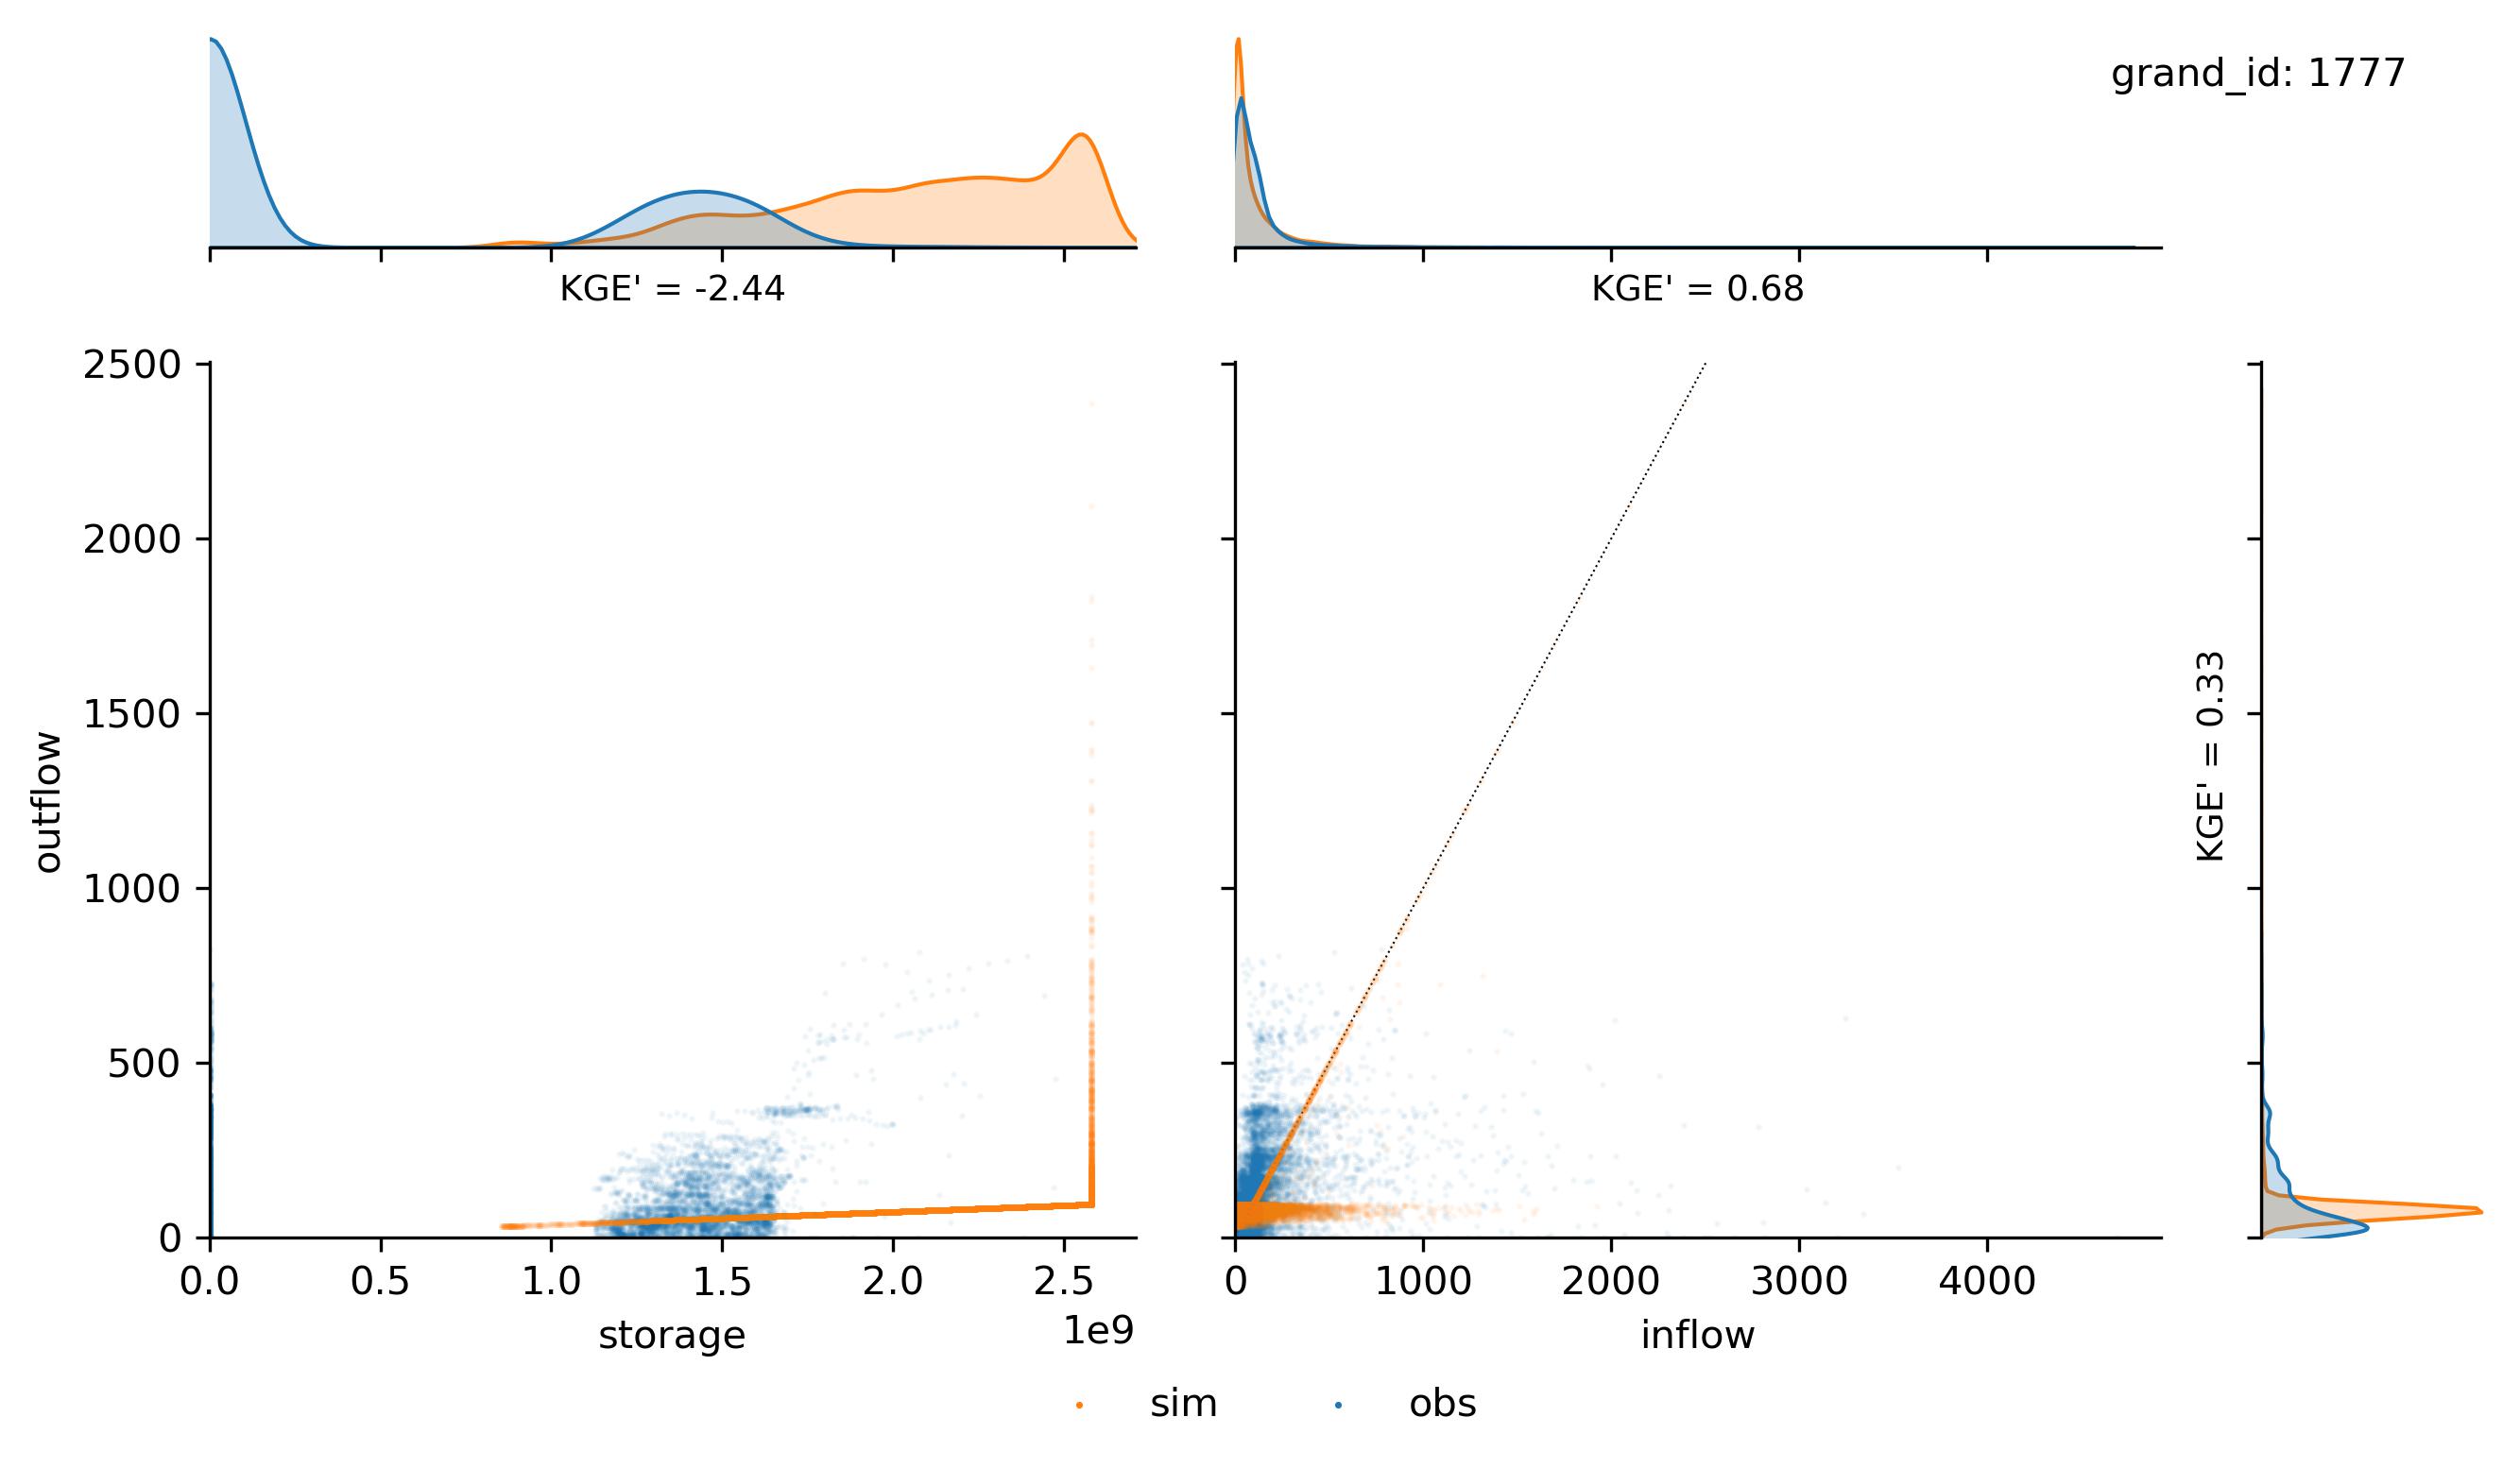 grand_id: 1777
KGE' = -2.44
KGE' = 0.68
2500
2000
1500
1000
500
0
outflow
KGE' = 0.33
0.0 0.5 1.0 1.5 2.0 2.5
1e9
storage
0 1000 2000 3000 4000
inflow
sim obs